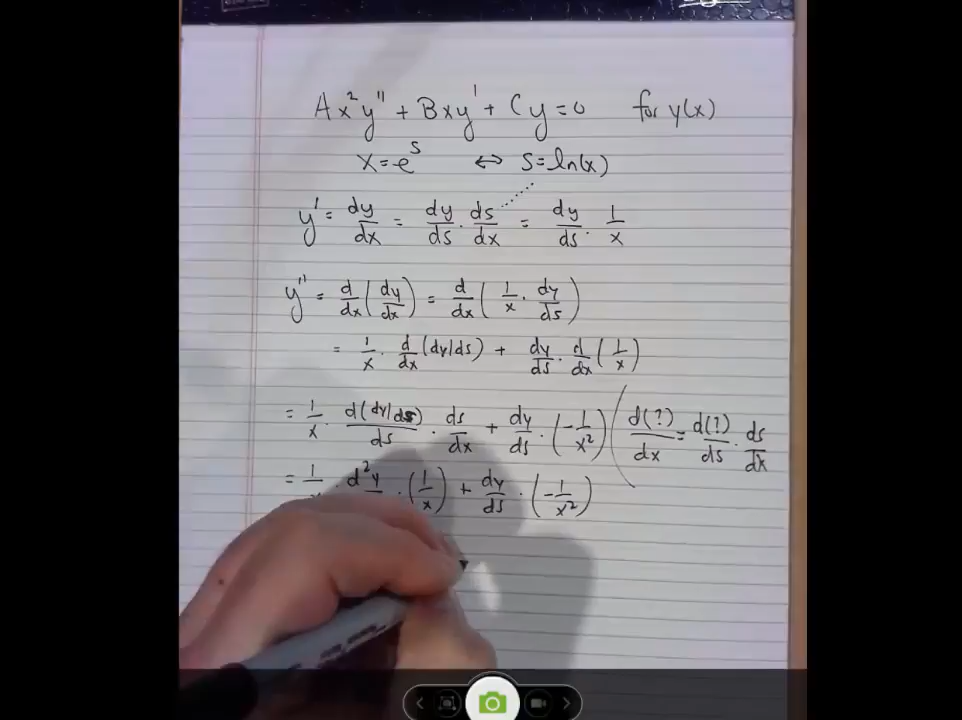 Ax²y'' + Bxy' + Cy = 0 for y(x)
x = e^s ⇔ s = ln(x)
y' = dy/dx = dy/ds · ds/dx = dy/ds · 1/x
y'' = d/dx (dy/dx) = d/dx (1/x · dy/ds)
= 1/x · d/dx (dy/ds) + dy/ds · d/dx (1/x)
= 1/x · d(dy/ds)/ds · ds/dx + dy/ds · (-1/x²) ( d(?)/dx = d(?)/ds · ds/dx
= 1 · d²y · (1/x) + dy/ds · (-1/x²)